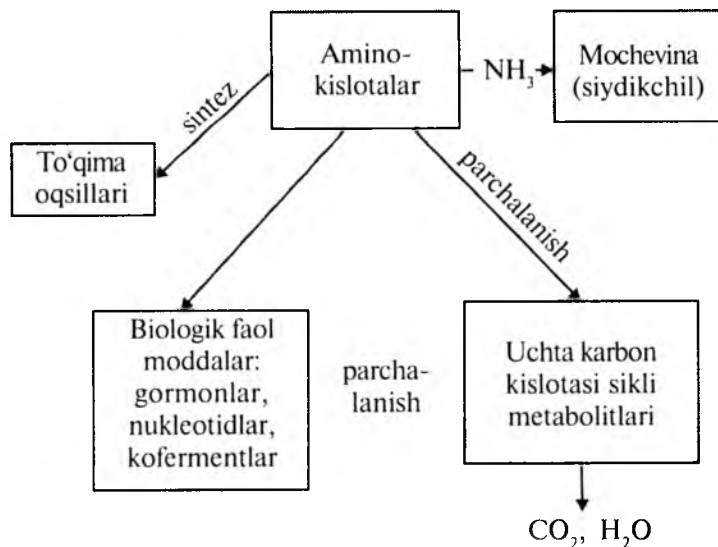 Amino-
kislotalar
NH₃
Mochevina
(siydikchil)
sintez
To‘qima
oqsillari
parchalanish
Biologik faol
moddalar:
gormonlar,
nukleotidlar,
kofermentlar
parcha-
lanish
Uchta karbon
kislotasi sikli
metabolitlari
CO₂, H₂O